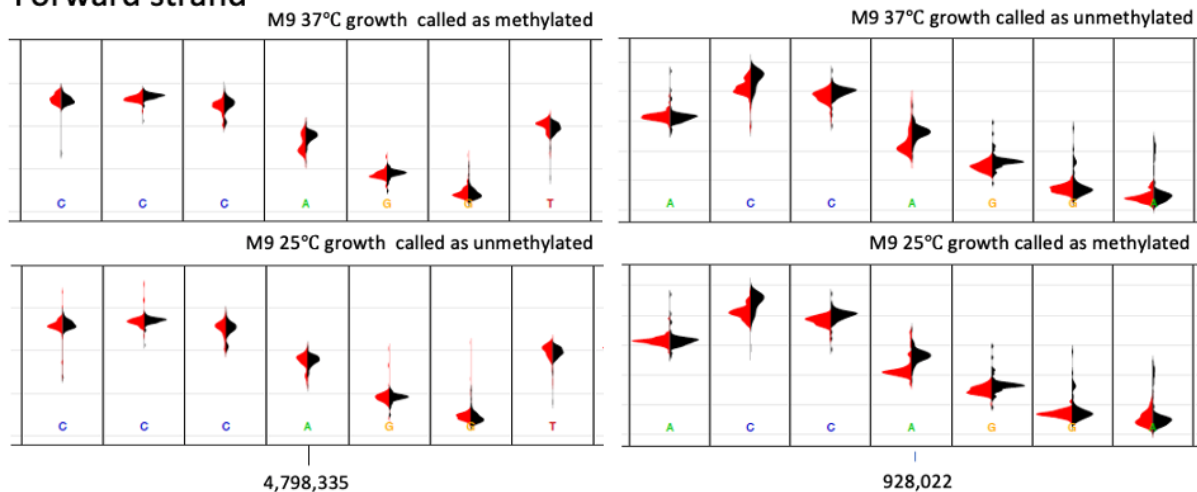 Forward strand
M9 37℃ growth called as methylated
M9 37℃ growth called as unmethylated
C C C A G G T
A C C A G G A
M9 25℃ growth called as unmethylated
M9 25℃ growth called as methylated
C C C A G G T
A C C A G G A
4,798,335
928,022